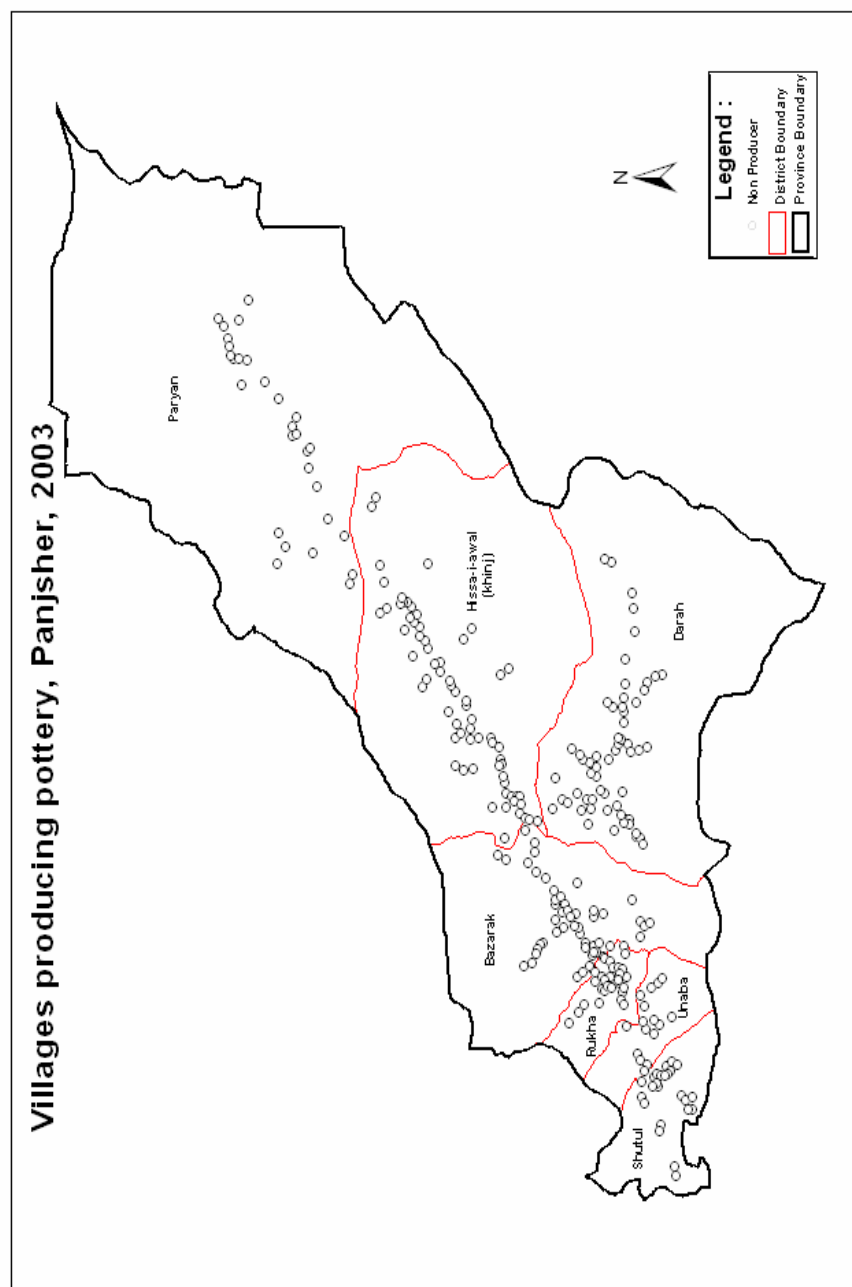 Villages producing pottery, Panjsher, 2003
Paryan
Hissa-i-awal
(khinj)
Darah
Bazarak
Rukha
Unaba
Shutul
N
Legend :
Non Producer
District Boundary
Province Boundary